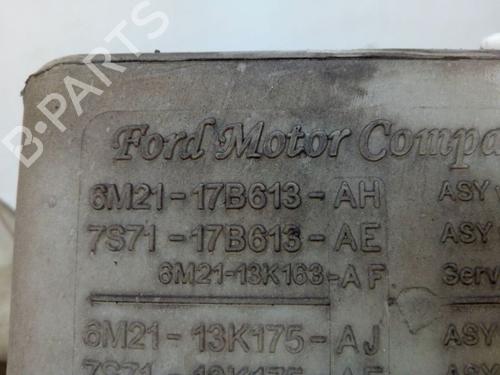 B-PARTS
Ford Motor Compa
6M21-17B613-AH ASY
7S71-17B613-AE ASY
6M21-13K163-AF Serv
6M21-13K175-AJ ASY